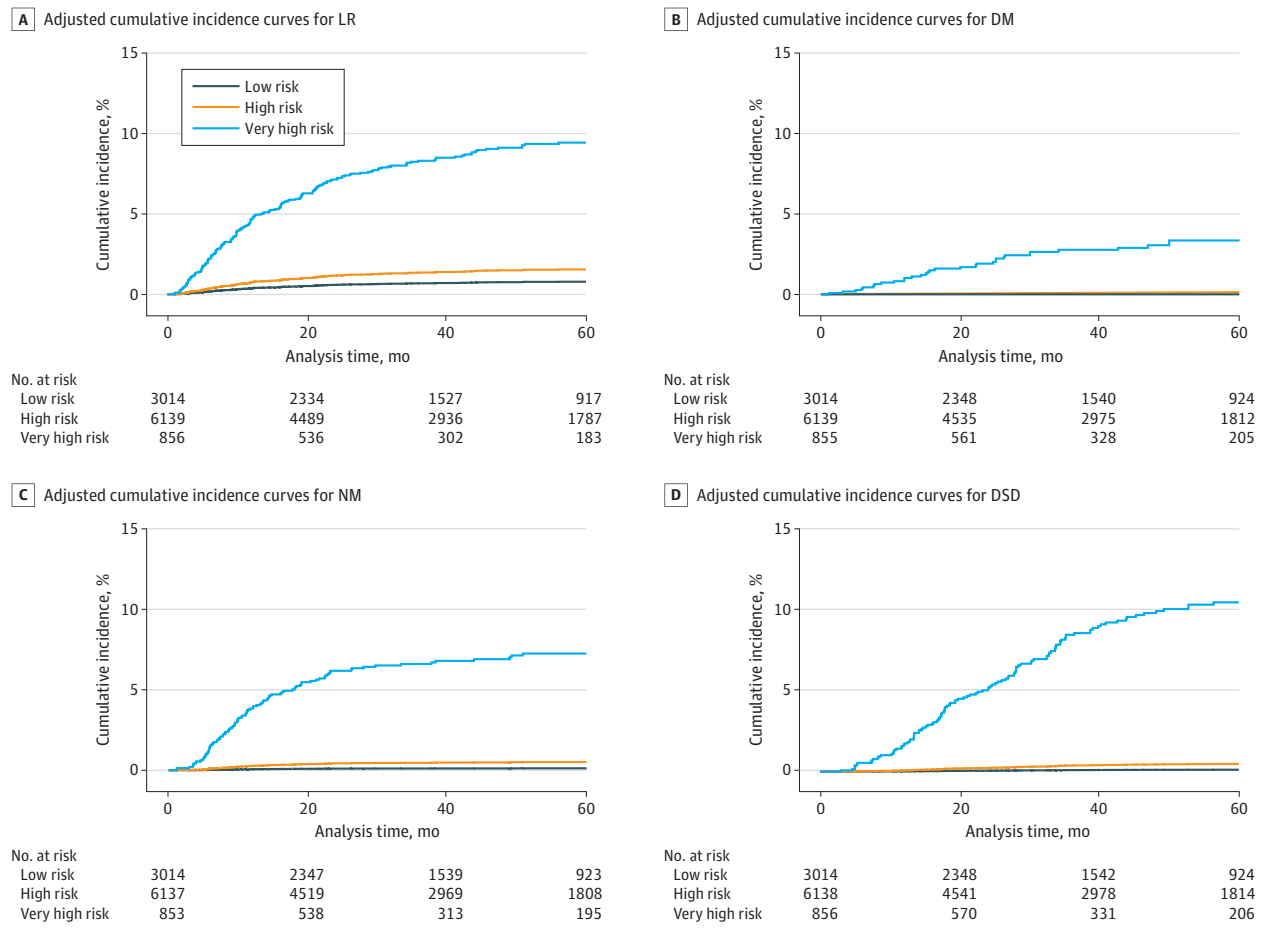 A Adjusted cumulative incidence curves for LR
15
10
5
0
Cumulative incidence, %
Low risk
High risk
Very high risk
0 20 40 60
Analysis time, mo
No. at risk
Low risk 3014 2334 1527 917
High risk 6139 4489 2936 1787
Very high risk 856 536 302 183
B Adjusted cumulative incidence curves for DM
15
10
5
0
Cumulative incidence, %
0 20 40 60
Analysis time, mo
No. at risk
Low risk 3014 2348 1540 924
High risk 6139 4535 2975 1812
Very high risk 855 561 328 205
C Adjusted cumulative incidence curves for NM
15
10
5
0
Cumulative incidence, %
0 20 40 60
Analysis time, mo
No. at risk
Low risk 3014 2347 1539 923
High risk 6137 4519 2969 1808
Very high risk 853 538 313 195
D Adjusted cumulative incidence curves for DSD
15
10
5
0
Cumulative incidence, %
0 20 40 60
Analysis time, mo
No. at risk
Low risk 3014 2348 1542 924
High risk 6138 4541 2978 1814
Very high risk 856 570 331 206